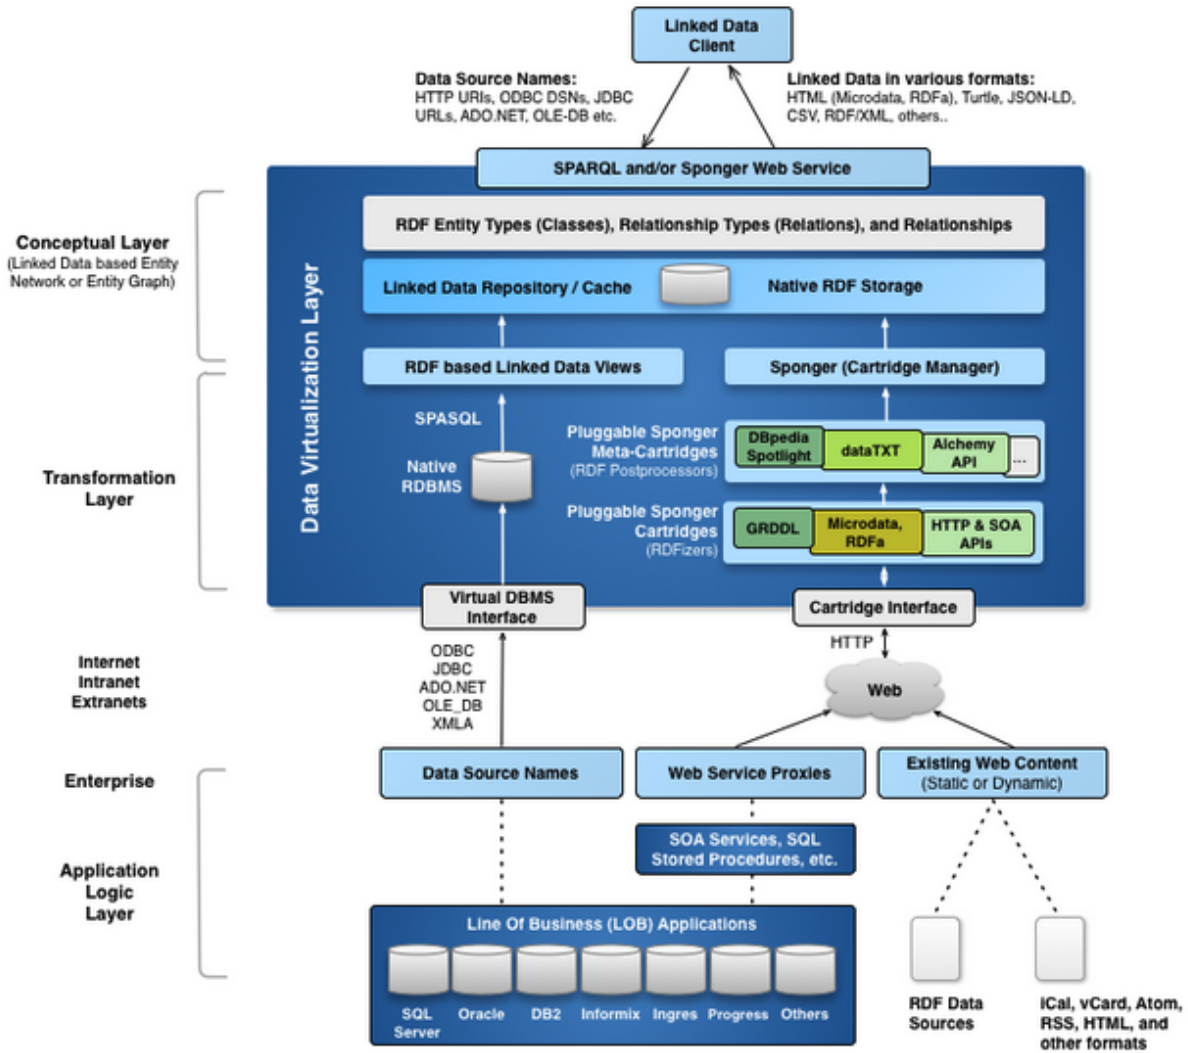 Linked Data
Client
Data Source Names:
HTTP URIs, ODBC DSNs, JDBC
URLs, ADO.NET, OLE-DB etc.
Linked Data in various formats:
HTML (Microdata, RDFa), Turtle, JSON-LD,
CSV, RDF/XML, others..
SPARQL and/or Sponger Web Service
Conceptual Layer
(Linked Data based Entity
Network or Entity Graph)
Data Virtualization Layer
RDF Entity Types (Classes), Relationship Types (Relations), and Relationships
Linked Data Repository / Cache
Native RDF Storage
RDF based Linked Data Views
Sponger (Cartridge Manager)
Transformation
Layer
SPASQL
Native
RDBMS
Pluggable Sponger
Meta-Cartridges
(RDF Postprocessors)
DBpedia
Spotlight
dataTXT
Alchemy
API
...
Pluggable Sponger
Cartridges
(RDFizers)
GRDDL
Microdata,
RDFa
HTTP & SOA
APIs
Virtual DBMS
Interface
Cartridge Interface
Internet
Intranet
Extranets
ODBC
JDBC
ADO.NET
OLE_DB
XMLA
HTTP
Web
Enterprise
Data Source Names
Web Service Proxies
Existing Web Content
(Static or Dynamic)
Application
Logic
Layer
SOA Services, SQL
Stored Procedures, etc.
Line Of Business (LOB) Applications
SQL
Server
Oracle
DB2
Informix
Ingres
Progress
Others
RDF Data
Sources
iCal, vCard, Atom,
RSS, HTML, and
other formats